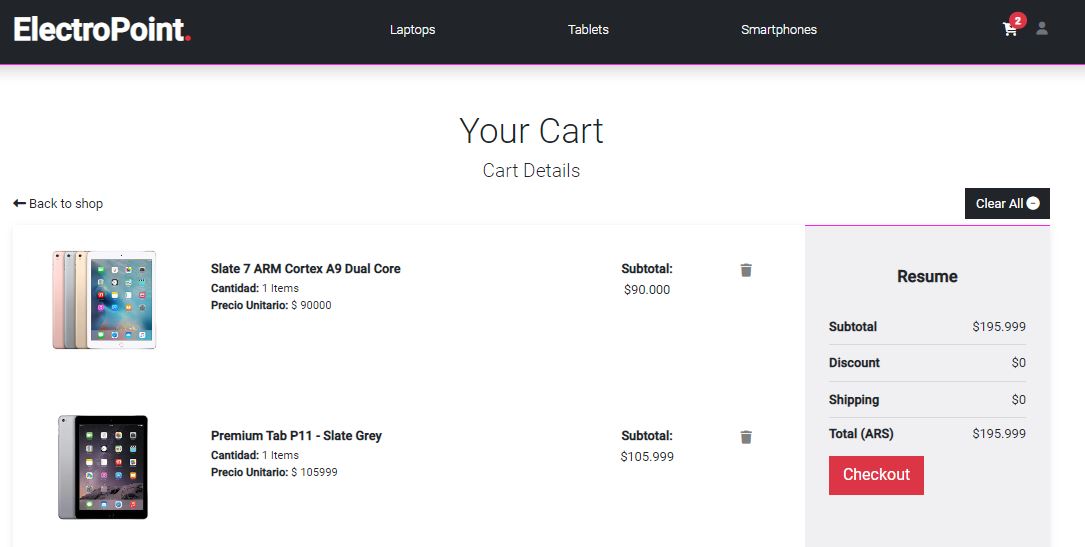 ElectroPoint.
Laptops
Tablets
Smartphones
2
Your Cart
Cart Details
Back to shop
Clear All
Slate 7 ARM Cortex A9 Dual Core
Cantidad: 1 Items
Precio Unitario: $ 90000
Subtotal:
$90.000
Premium Tab P11 - Slate Grey
Cantidad: 1 Items
Precio Unitario: $ 105999
Subtotal:
$105.999
Resume
Subtotal $195.999
Discount $0
Shipping $0
Total (ARS) $195.999
Checkout